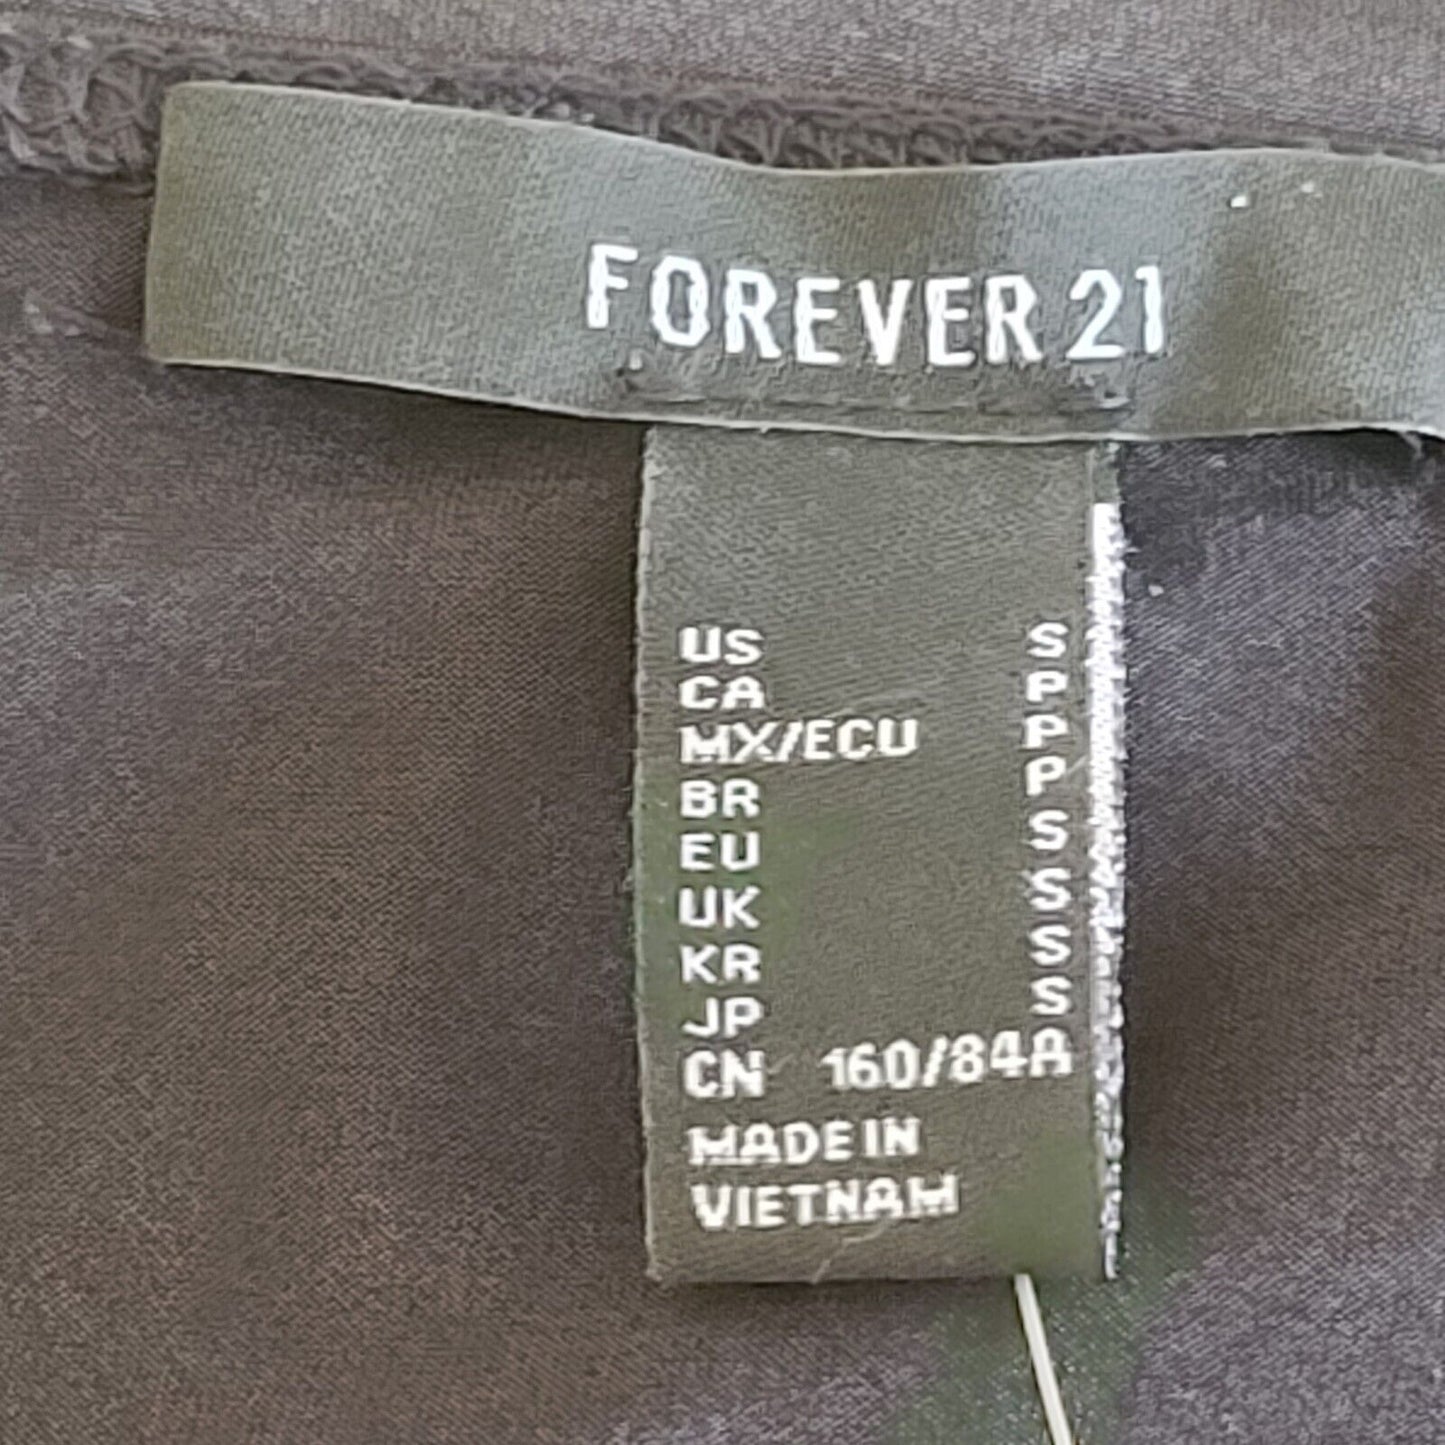 FOREVER 21
US S
CA P
MX/ECU P
BR P
EU S
UK S
KR S
JP S
CN 160/84A
MADE IN
VIETNAM